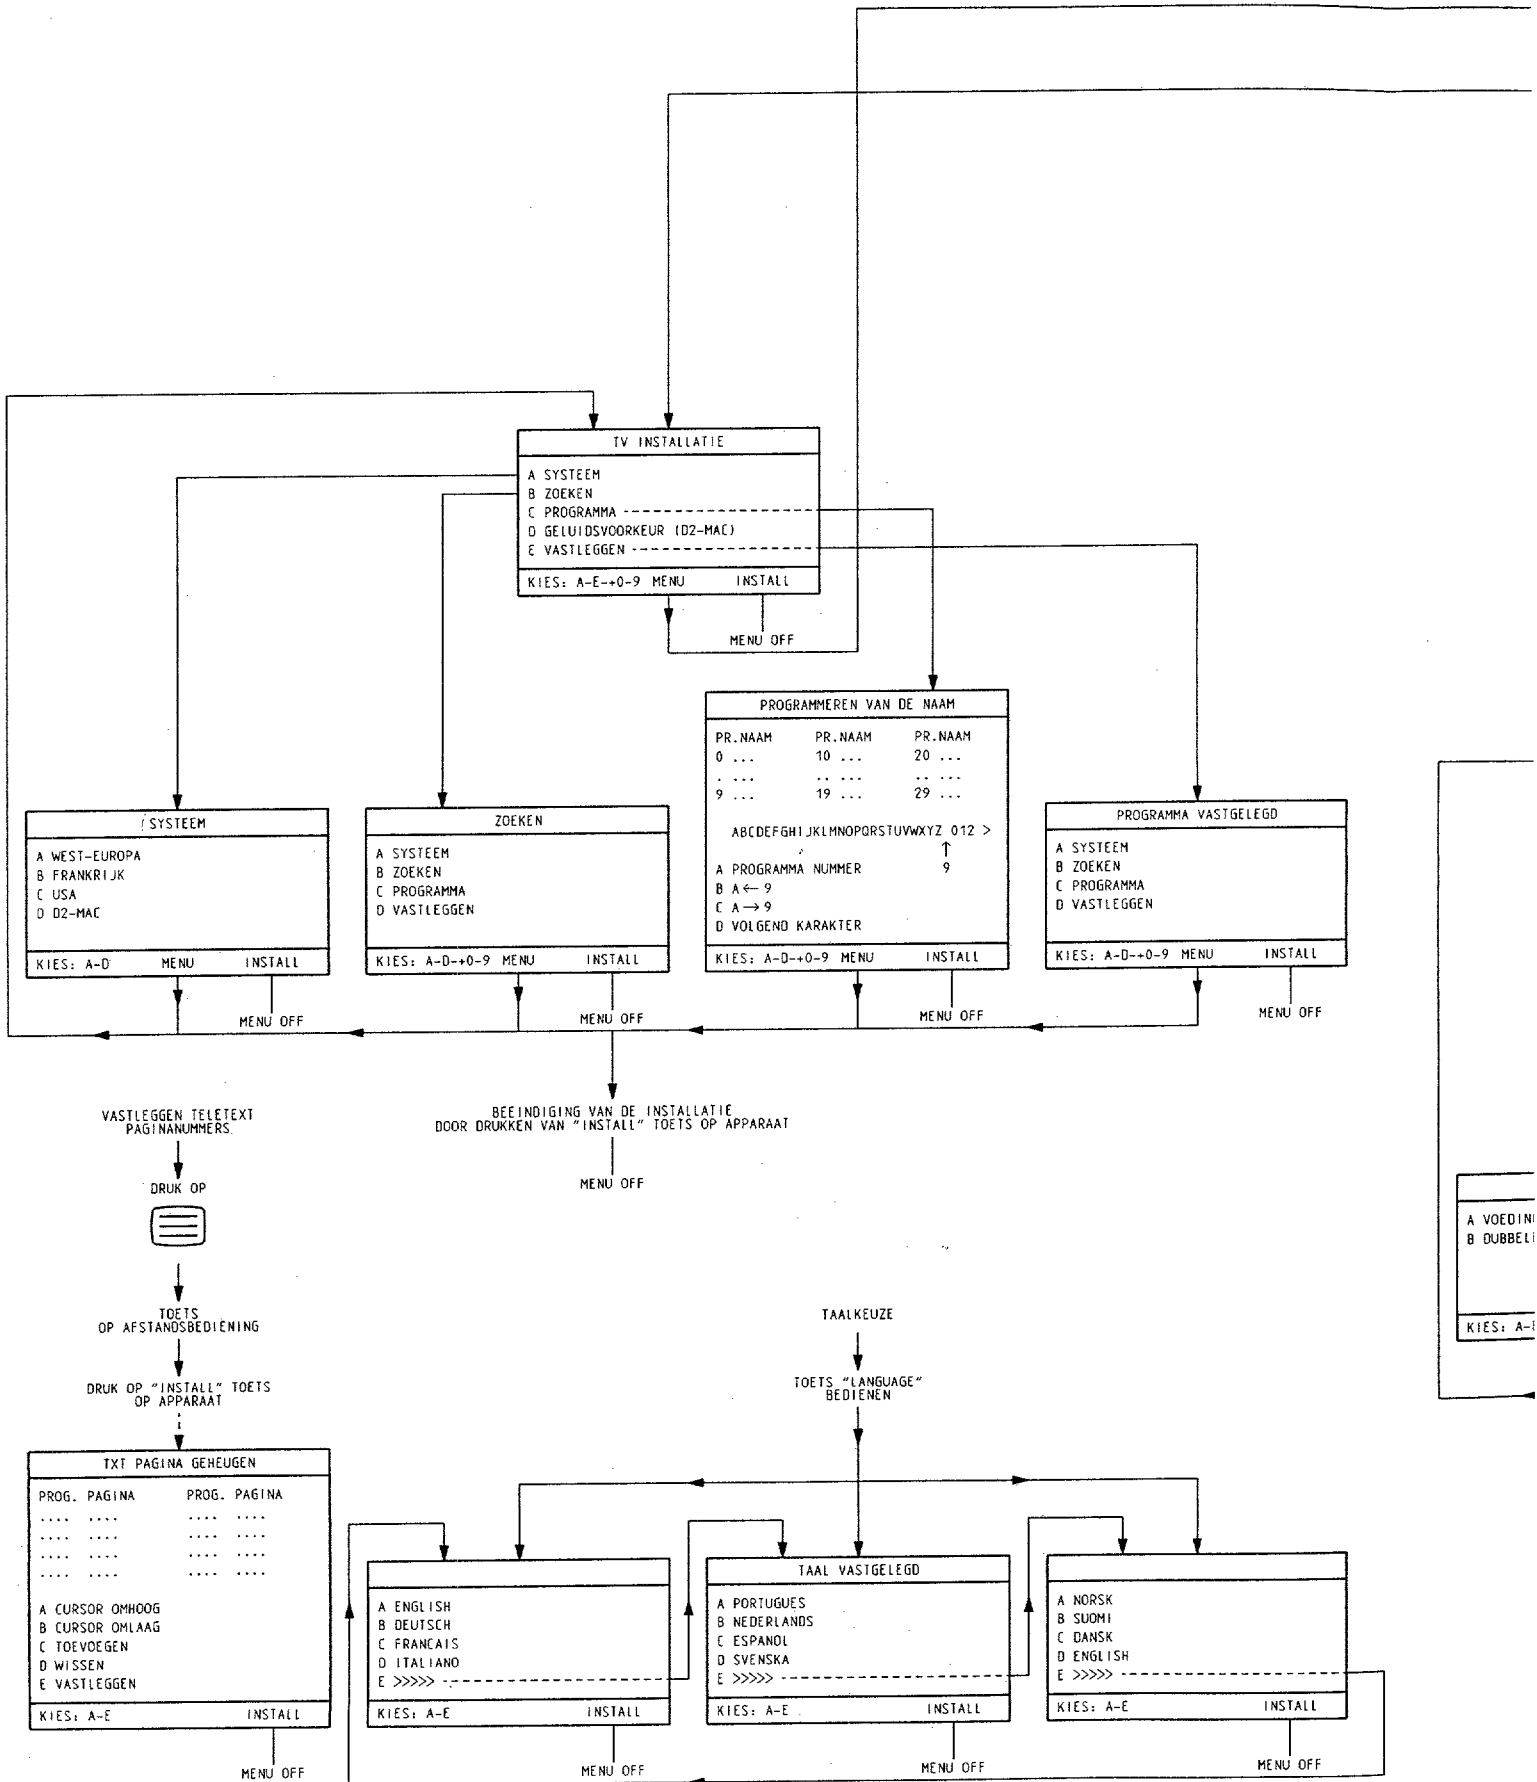 TV INSTALLATIE
A SYSTEEM
B ZOEKEN
C PROGRAMMA
D GELUIDSVOORKEUR (D2-MAC)
E VASTLEGGEN
KIES: A-E-+0-9 MENU INSTALL
MENU OFF
SYSTEEM
A WEST-EUROPA
B FRANKRIJK
C USA
D D2-MAC
KIES: A-D MENU INSTALL
MENU OFF
ZOEKEN
A SYSTEEM
B ZOEKEN
C PROGRAMMA
D VASTLEGGEN
KIES: A-D-+0-9 MENU INSTALL
MENU OFF
PROGRAMMEREN VAN DE NAAM
PR.NAAM PR.NAAM PR.NAAM
0 ... 10 ... 20 ...
. ... .. ... .. ...
9 ... 19 ... 29 ...
ABCDEFGHIJKLMNOPQRSTUVWXYZ 012 >
↑
A PROGRAMMA NUMMER 9
B A ← 9
C A → 9
D VOLGEND KARAKTER
KIES: A-D-+0-9 MENU INSTALL
MENU OFF
PROGRAMMA VASTGELEGD
A SYSTEEM
B ZOEKEN
C PROGRAMMA
D VASTLEGGEN
KIES: A-D-+0-9 MENU INSTALL
MENU OFF
VASTLEGGEN TELETEXT
PAGINANUMMERS.
DRUK OP
TOETS
OP AFSTANDSBEDIENING
DRUK OP "INSTALL" TOETS
OP APPARAAT
BEEINDIGING VAN DE INSTALLATIE
DOOR DRUKKEN VAN "INSTALL" TOETS OP APPARAAT
MENU OFF
A VOEDIN
B DUBBEL
KIES: A-
TXT PAGINA GEHEUGEN
PROG. PAGINA PROG. PAGINA
.... .... .... ....
.... .... .... ....
.... .... .... ....
.... .... .... ....
A CURSOR OMHOOG
B CURSOR OMLAAG
C TOEVOEGEN
D WISSEN
E VASTLEGGEN
KIES: A-E INSTALL
MENU OFF
TAALKEUZE
TOETS "LANGUAGE"
BEDIENEN
A ENGLISH
B DEUTSCH
C FRANCAIS
D ITALIANO
E >>>>>
KIES: A-E INSTALL
MENU OFF
TAAL VASTGELEGD
A PORTUGUES
B NEDERLANDS
C ESPANOL
D SVENSKA
E >>>>>
KIES: A-E INSTALL
MENU OFF
A NORSK
B SUOMI
C DANSK
D ENGLISH
E >>>>>
KIES: A-E INSTALL
MENU OFF